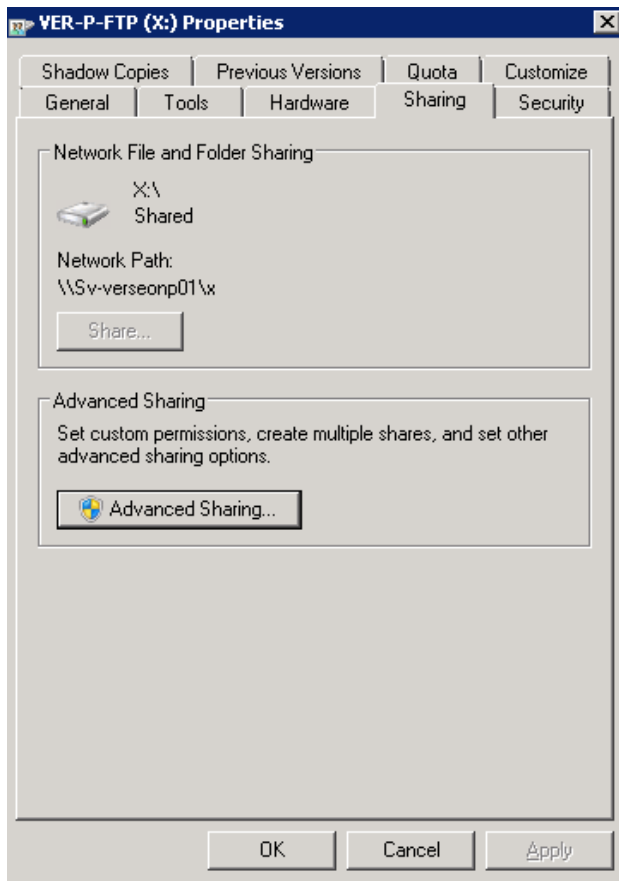 VER-P-FTP (X:) Properties
Shadow Copies
Previous Versions
Quota
Customize
General
Tools
Hardware
Sharing
Security
Network File and Folder Sharing
X:\
Shared
Network Path:
\\Sv-verseonp01\x
Share...
Advanced Sharing
Set custom permissions, create multiple shares, and set other
advanced sharing options.
Advanced Sharing...
OK
Cancel
Apply